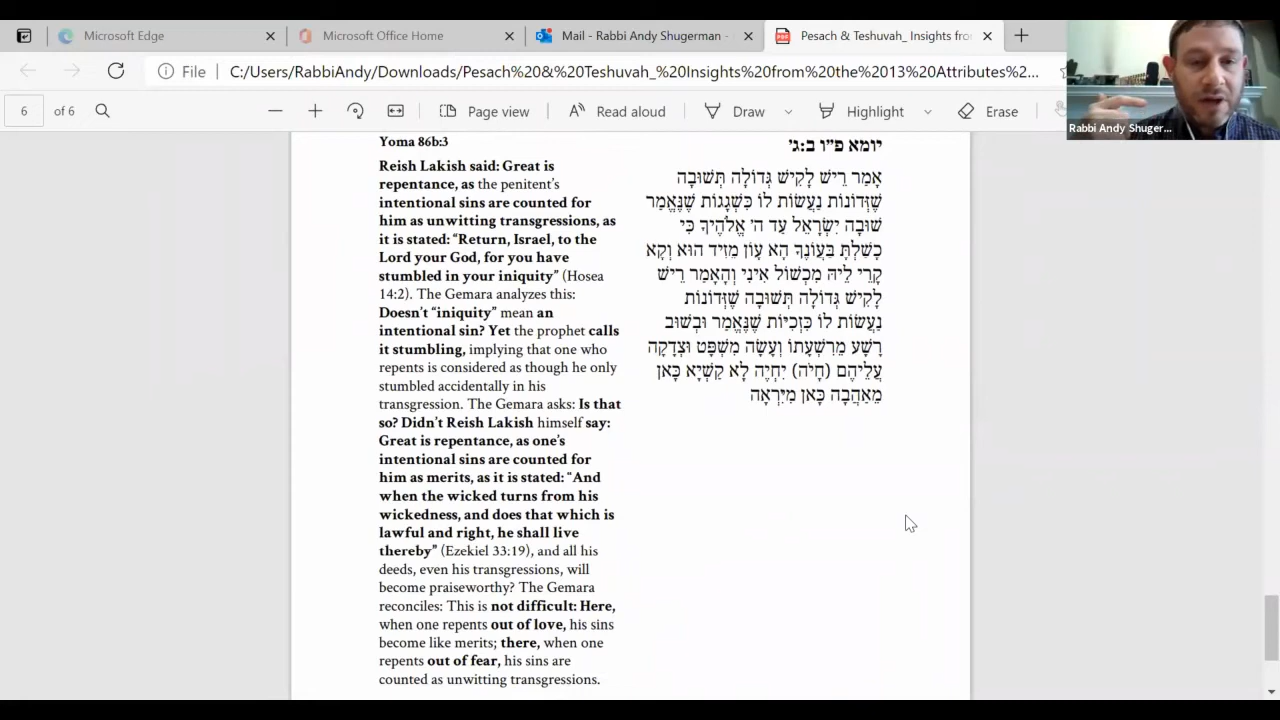 Microsoft Edge
Microsoft Office Home
Mail - Rabbi Andy Shugerman -
Pesach & Teshuvah_ Insights fro
File
C:/Users/RabbiAndy/Downloads/Pesach%20&%20Teshuvah_%20Insights%20from%20the%2013%20Attributes%2...
6
of 6
Page view
Read aloud
Draw
Highlight
Erase
Rabbi Andy Shuger...
Yoma 86b:3
Reish Lakish said: Great is
repentance, as the penitent’s
intentional sins are counted for
him as unwitting transgressions, as
it is stated: “Return, Israel, to the
Lord your God, for you have
stumbled in your iniquity” (Hosea
14:2). The Gemara analyzes this:
Doesn’t “iniquity” mean an
intentional sin? Yet the prophet calls
it stumbling, implying that one who
repents is considered as though he only
stumbled accidentally in his
transgression. The Gemara asks: Is that
so? Didn’t Reish Lakish himself say:
Great is repentance, as one’s
intentional sins are counted for
him as merits, as it is stated: “And
when the wicked turns from his
wickedness, and does that which is
lawful and right, he shall live
thereby” (Ezekiel 33:19), and all his
deeds, even his transgressions, will
become praiseworthy? The Gemara
reconciles: This is not difficult: Here,
when one repents out of love, his sins
become like merits; there, when one
repents out of fear, his sins are
counted as unwitting transgressions.
יומא פ״ו ב:ג׳
אָמַר רֵישׁ לָקִישׁ גְּדוֹלָה תְּשׁוּבָה
שֶׁזְּדוֹנוֹת נַעֲשׂוֹת לוֹ כִּשְׁגָגוֹת שֶׁנֶּאֱמַר
שׁוּבָה יִשְׂרָאֵל עַד ה׳ אֱלֹהֶיךָ כִּי
כָשַׁלְתָּ בַּעֲוֹנֶךָ הָא עָוֹן מֵזִיד הוּא וְקָא
קָרֵי לֵיהּ מִכְשׁוֹל אִינִי וְהָאָמַר רֵישׁ
לָקִישׁ גְּדוֹלָה תְּשׁוּבָה שֶׁזְּדוֹנוֹת
נַעֲשׂוֹת לוֹ כִּזְכִיּוֹת שֶׁנֶּאֱמַר וּבְשׁוּב
רָשָׁע מֵרִשְׁעָתוֹ וְעָשָׂה מִשְׁפָּט וּצְדָקָה
עֲלֵיהֶם (חָיֹה) יִחְיֶה לָא קַשְׁיָא כָּאן
מֵאַהֲבָה כָּאן מִיִּרְאָה